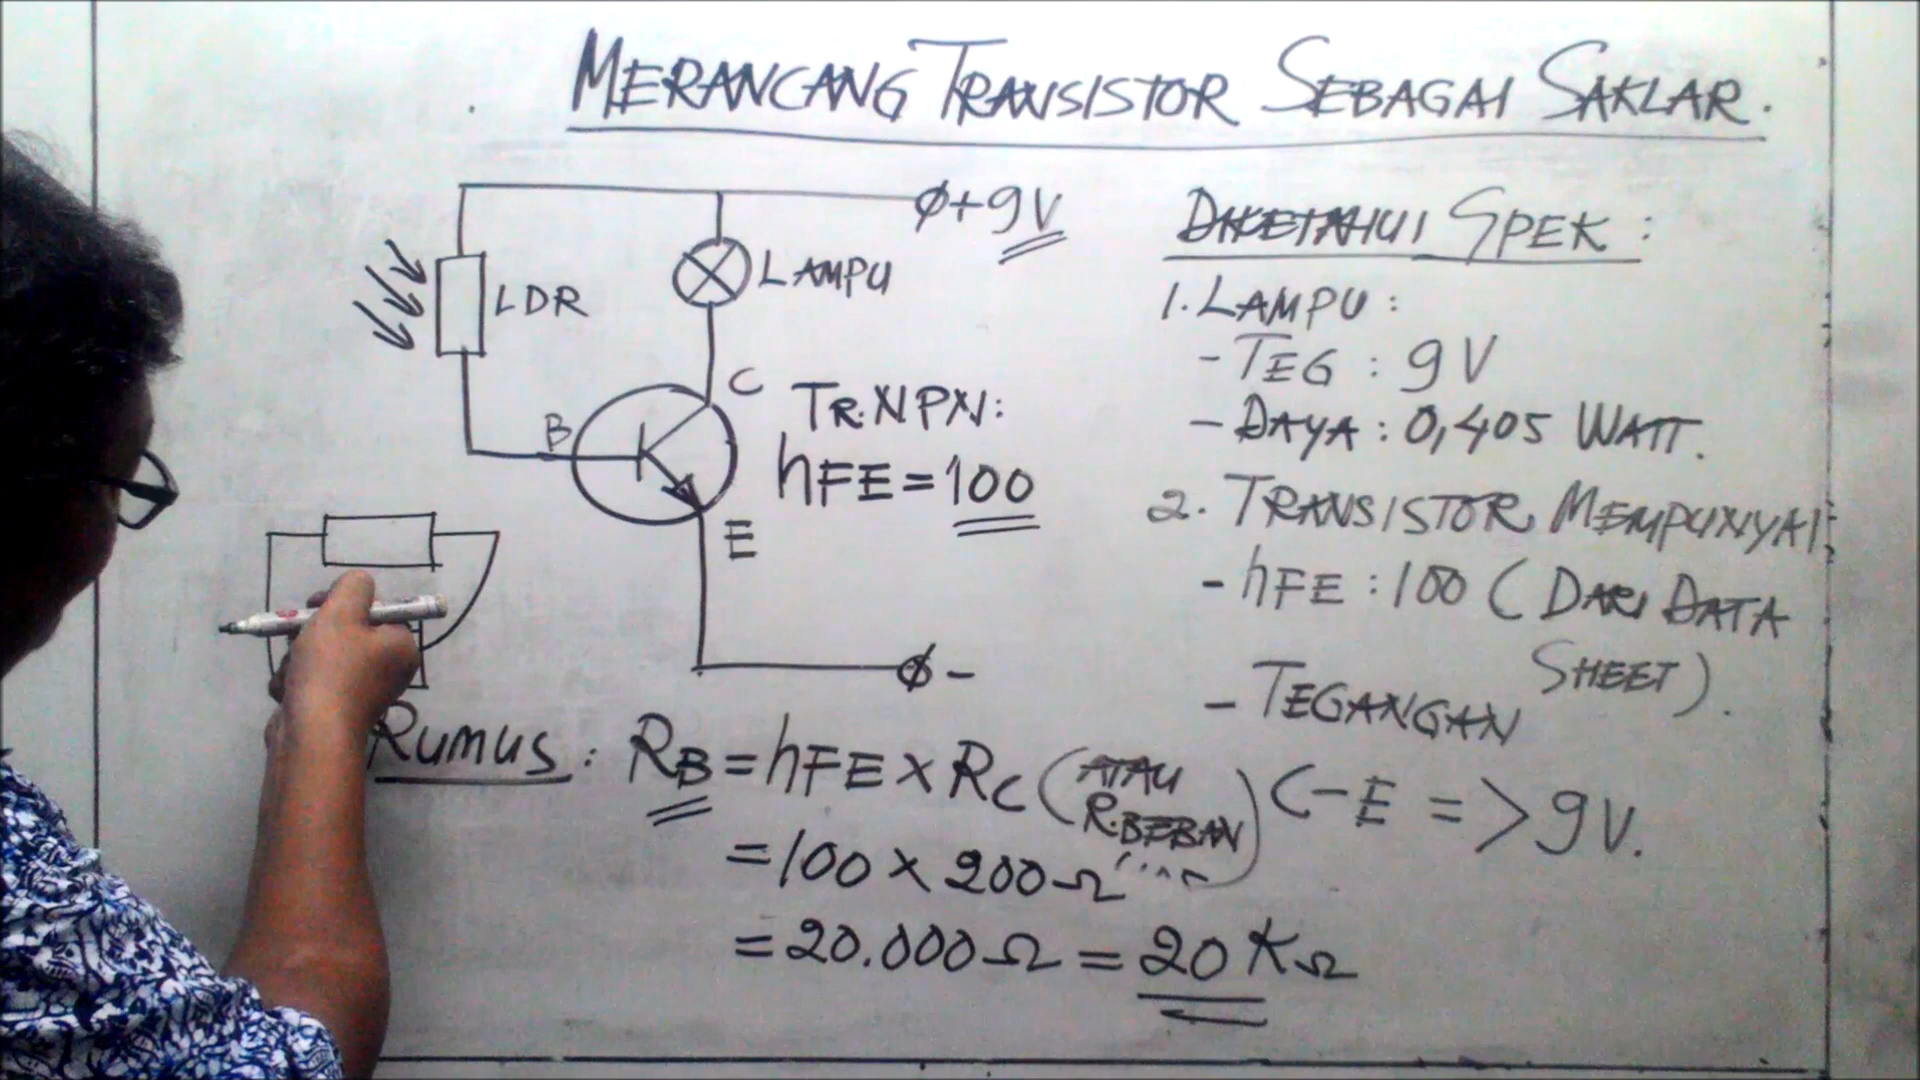 MERANCANG TRANSISTOR SEBAGAI SAKLAR.
+9V
LDR
LAMPU
B
C
E
TR.NPN:
hFE=100
-
DIKETAHUI SPEK:
1. LAMPU:
- TEG : 9V
- DAYA : 0,405 WATT.
2. TRANSISTOR MEMPUNYAI:
- hFE : 100 (DARI DATA
SHEET).
- TEGANGAN
C-E => 9V.
RUMUS: RB = hFE x RC (ATAU
R.BEBAN)
= 100 x 200Ω
= 20.000Ω = 20KΩ